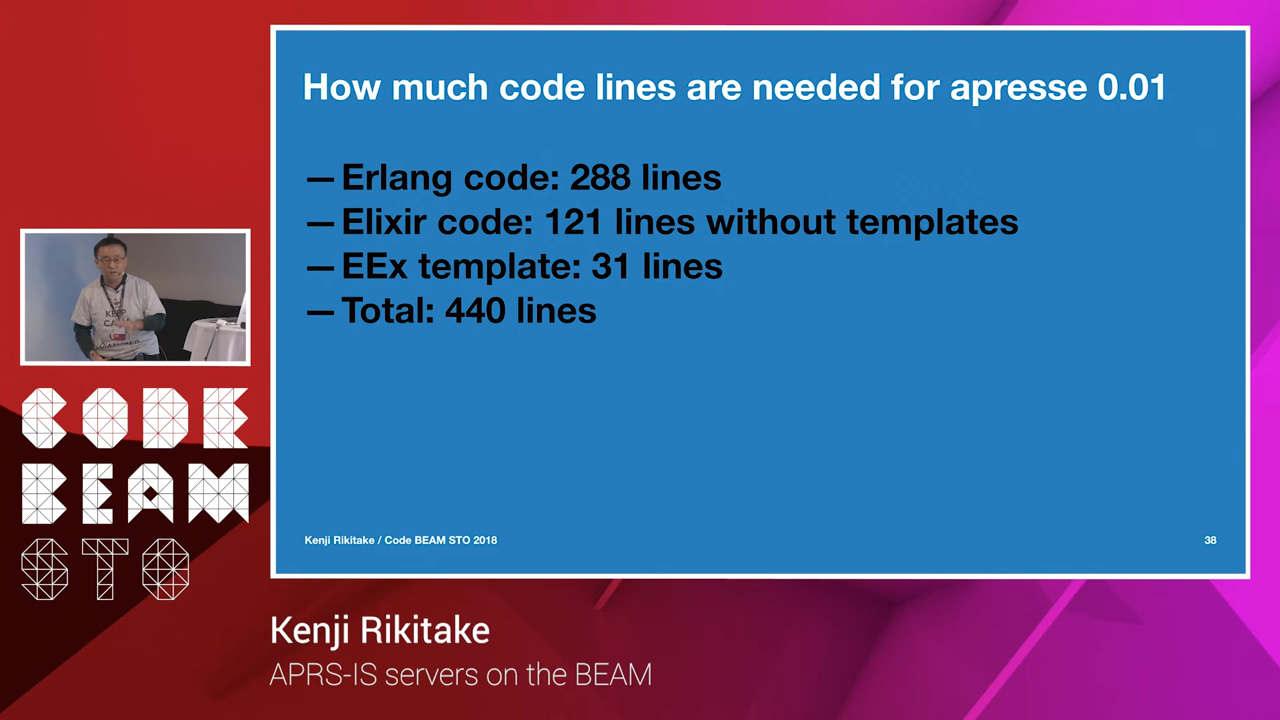 How much code lines are needed for apresse 0.01
— Erlang code: 288 lines
— Elixir code: 121 lines without templates
— EEx template: 31 lines
— Total: 440 lines
Kenji Rikitake / Code BEAM STO 2018
38
KEEP
CALM
CODE
BEAM
STO
Kenji Rikitake
APRS-IS servers on the BEAM